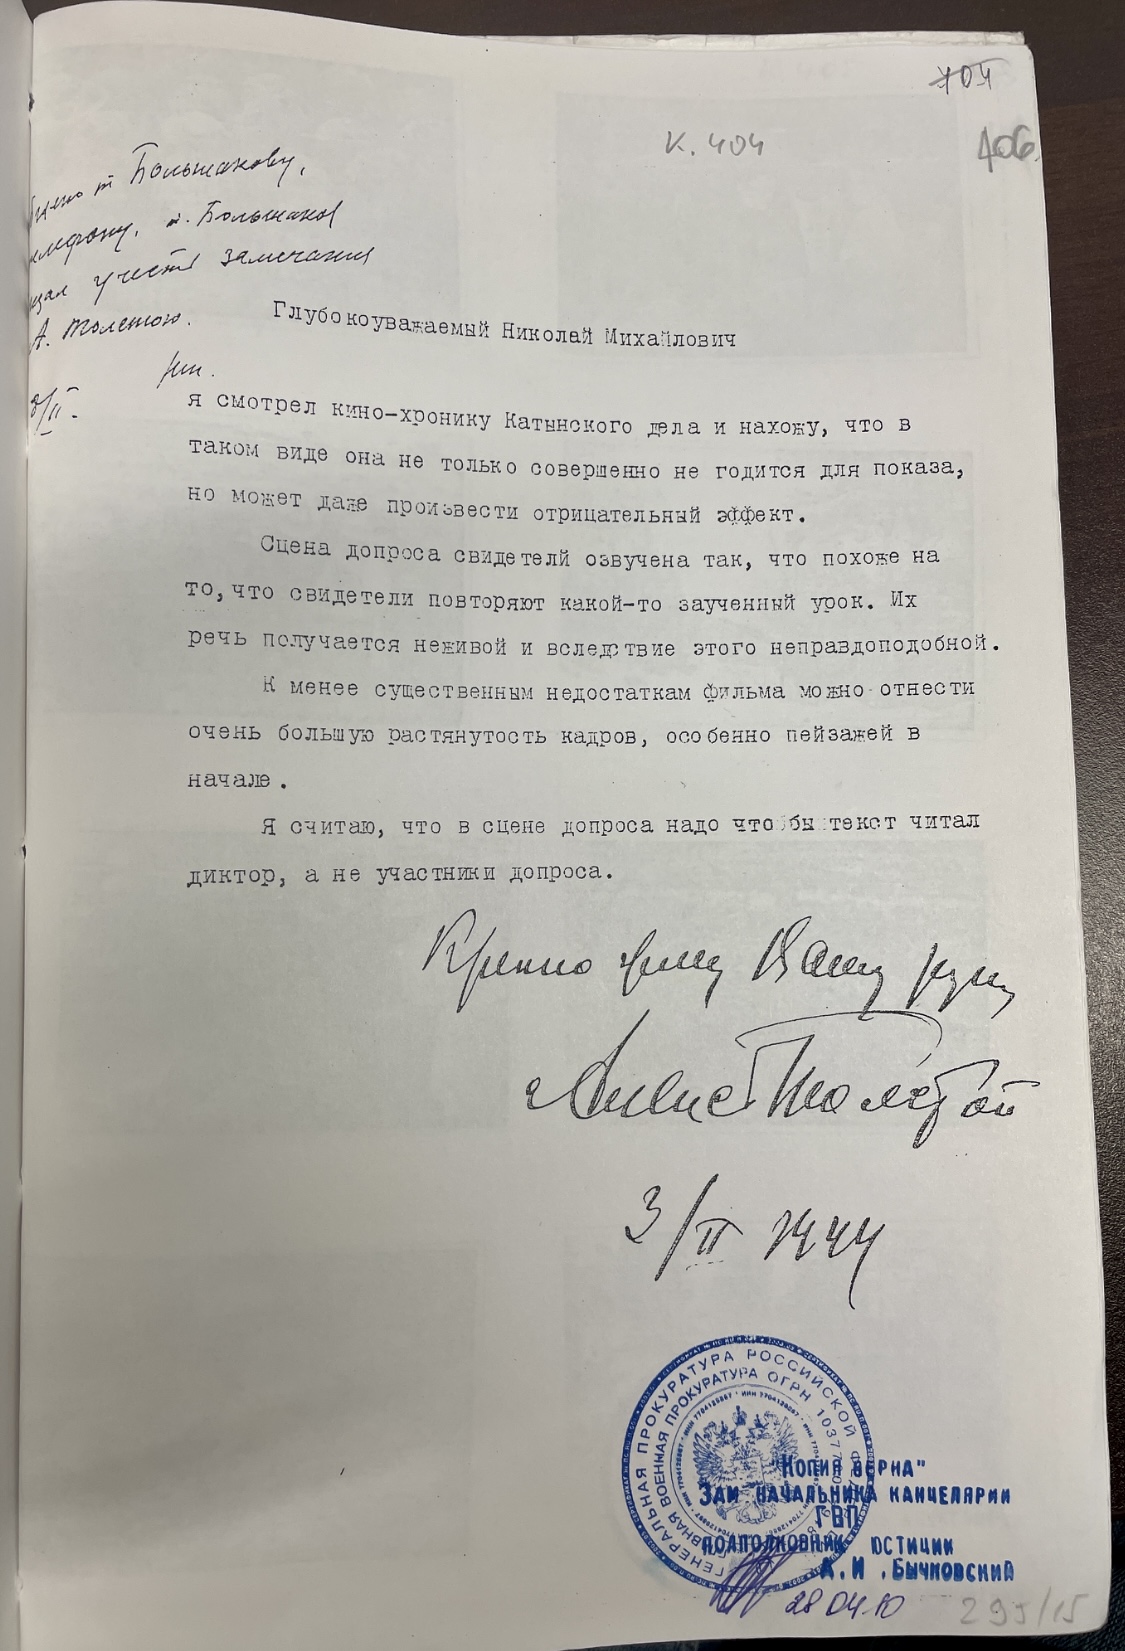 704
К. 404
406
т Большакову,
т. Большаков
учесть замечания
А. Толстого.
Глубокоуважаемый Николай Михайлович
я смотрел кино-хронику Катынского дела и нахожу, что в
таком виде она не только совершенно не годится для показа,
но может даже произвести отрицательный эффект.
Сцена допроса свидетелй озвучена так, что похоже на
то, что свидетели повторяют какой-то заученный урок. Их
речь получается неживой и вследствие этого неправдоподобной.
К менее существенным недостаткам фильма можно отнести
очень большую растянутость кадров, особенно пейзажей в
начале.
Я считаю, что в сцене допроса надо что бы текст читал
диктор, а не участники допроса.
Крепко жму Вашу руку
Алексей Толстой
3/II 1944
ГЕНЕРАЛЬНАЯ ПРОКУРАТУРА РОССИЙСКОЙ
ГЛАВНАЯ ВОЕННАЯ ПРОКУРАТУРА ОГРН
"КОПИЯ ВЕРНА"
ЗАМ НАЧАЛЬНИКА КАНЦЕЛЯРИИ
ГВП
ПОДПОЛКОВНИК ЮСТИЦИИ
А.И .Бычковский
28 04.10
295/15